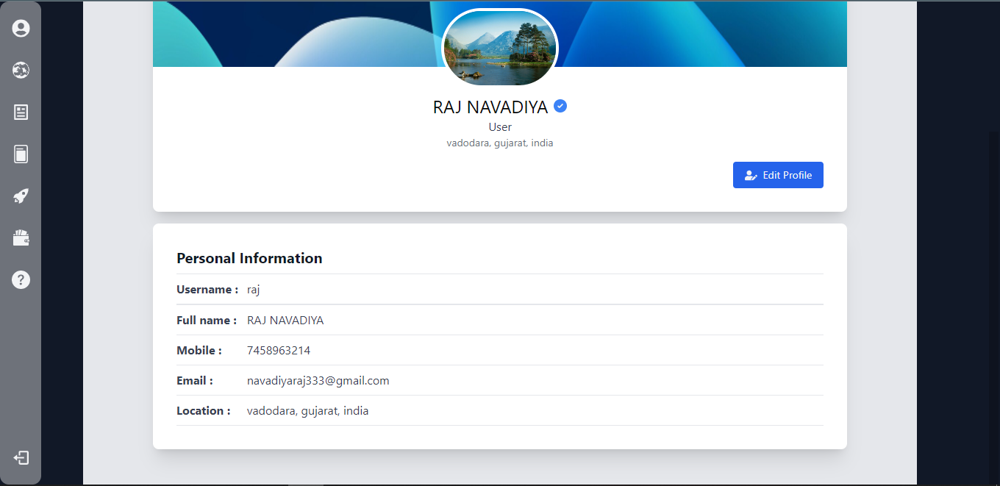 RAJ NAVADIYA
User
vadodara, gujarat, india
Edit Profile
Personal Information
Username : raj
Full name : RAJ NAVADIYA
Mobile : 7458963214
Email : navadiyaraj333@gmail.com
Location : vadodara, gujarat, india